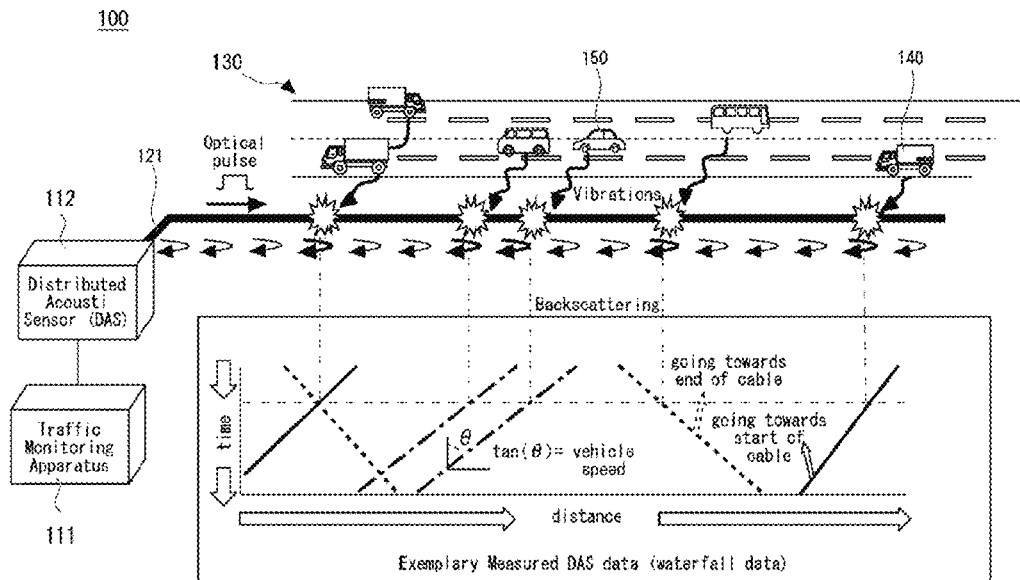 100
130
150
140
Optical
pulse
121
Vibrations
112
Distributed
Acousti
Sensor (DAS)
Backscattering
going towards
end of cable
going towards
start of
cable
time
θ
tan(θ)= vehicle
speed
Traffic
Monitoring
Apparatus
111
distance
Exemplary Measured DAS data (waterfall data)